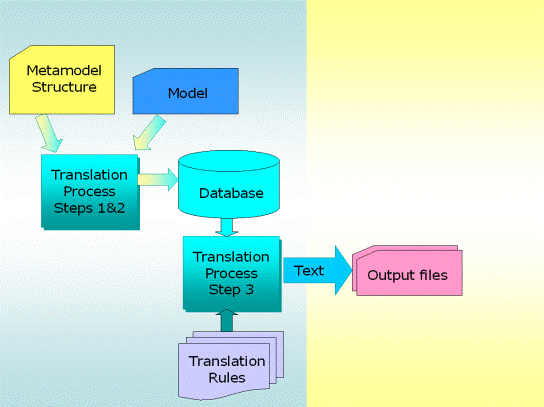 Metamodel
Structure
Model
Translation
Process
Steps 1&2
Database
Translation
Process
Step 3
Text
Output files
Translation
Rules